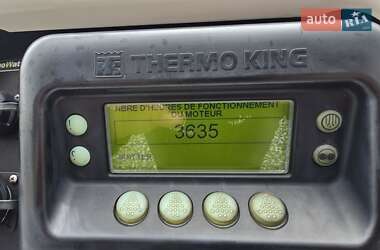 auto RIA
THERMO KING
NBRE D'HEURES DE FONCTIONNEMENT
DU MOTEUR
3635